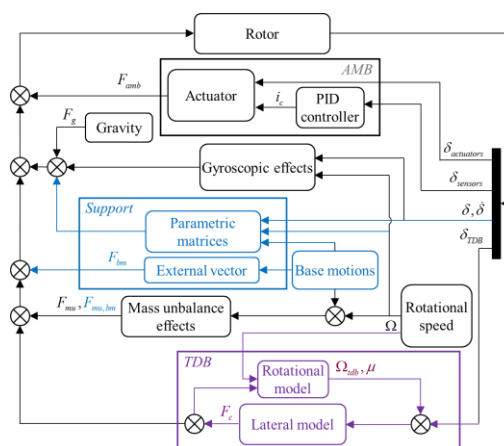 Rotor
AMB
F_amb
Actuator
i_c
PID
controller
F_g
Gravity
δ_actuators
Gyroscopic effects
δ_sensors
Support
Parametric
matrices
δ, δ̇
δ_TDB
F_bm
External vector
Base motions
F_mu, F_mu,bm
Mass unbalance
effects
Ω
Rotational
speed
TDB
Rotational
model
Ω_tdb, μ
F_c
Lateral model